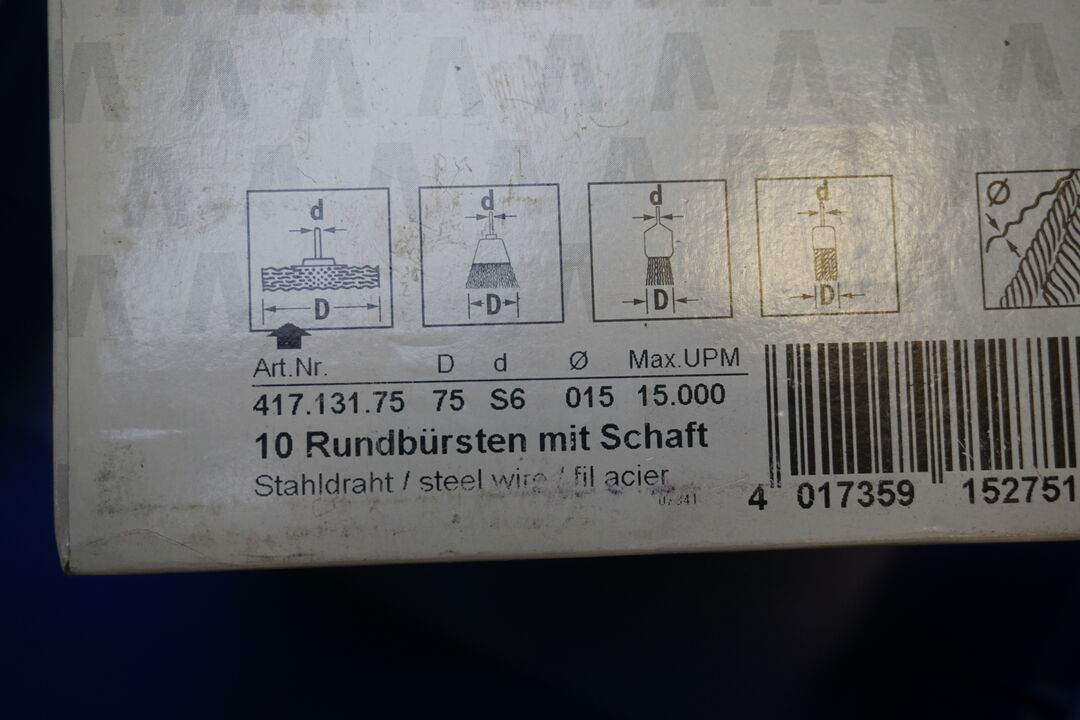 d d d d Ø
D D D D
Art.Nr. D d Ø Max.UPM
417.131.75 75 S6 015 15.000
10 Rundbürsten mit Schaft
Stahldraht / steel wire / fil acier
4 017359 152751